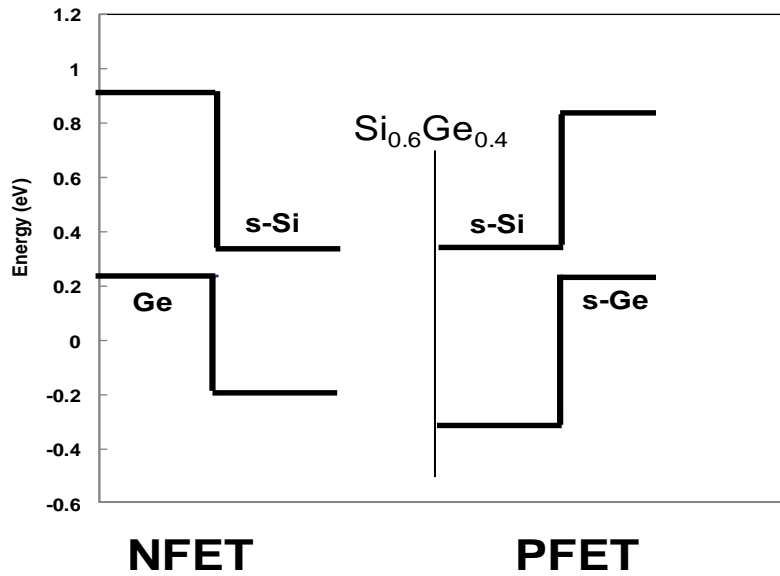 1.2
1
0.8
0.6
0.4
0.2
0
-0.2
-0.4
-0.6
Energy (eV)
Ge
s-Si
Si0.6Ge0.4
s-Si
s-Ge
NFET
PFET